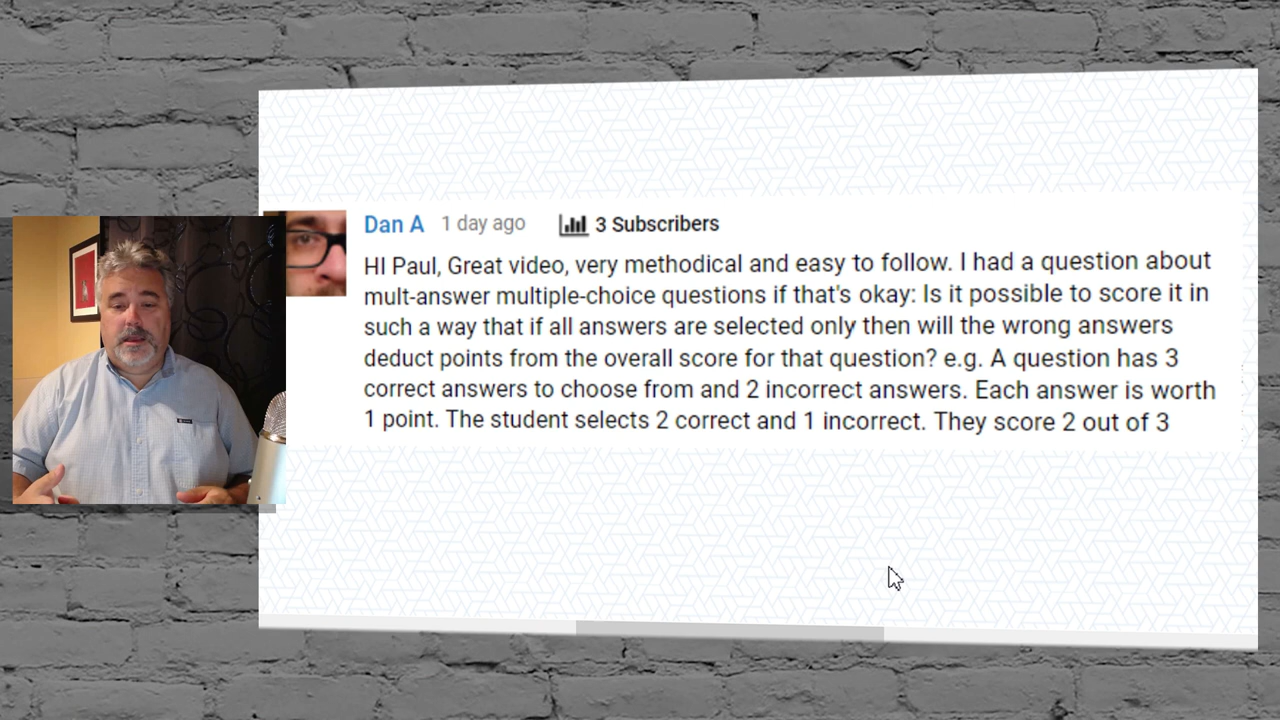 Dan A 1 day ago 3 Subscribers
HI Paul, Great video, very methodical and easy to follow. I had a question about
mult-answer multiple-choice questions if that's okay: Is it possible to score it in
such a way that if all answers are selected only then will the wrong answers
deduct points from the overall score for that question? e.g. A question has 3
correct answers to choose from and 2 incorrect answers. Each answer is worth
1 point. The student selects 2 correct and 1 incorrect. They score 2 out of 3